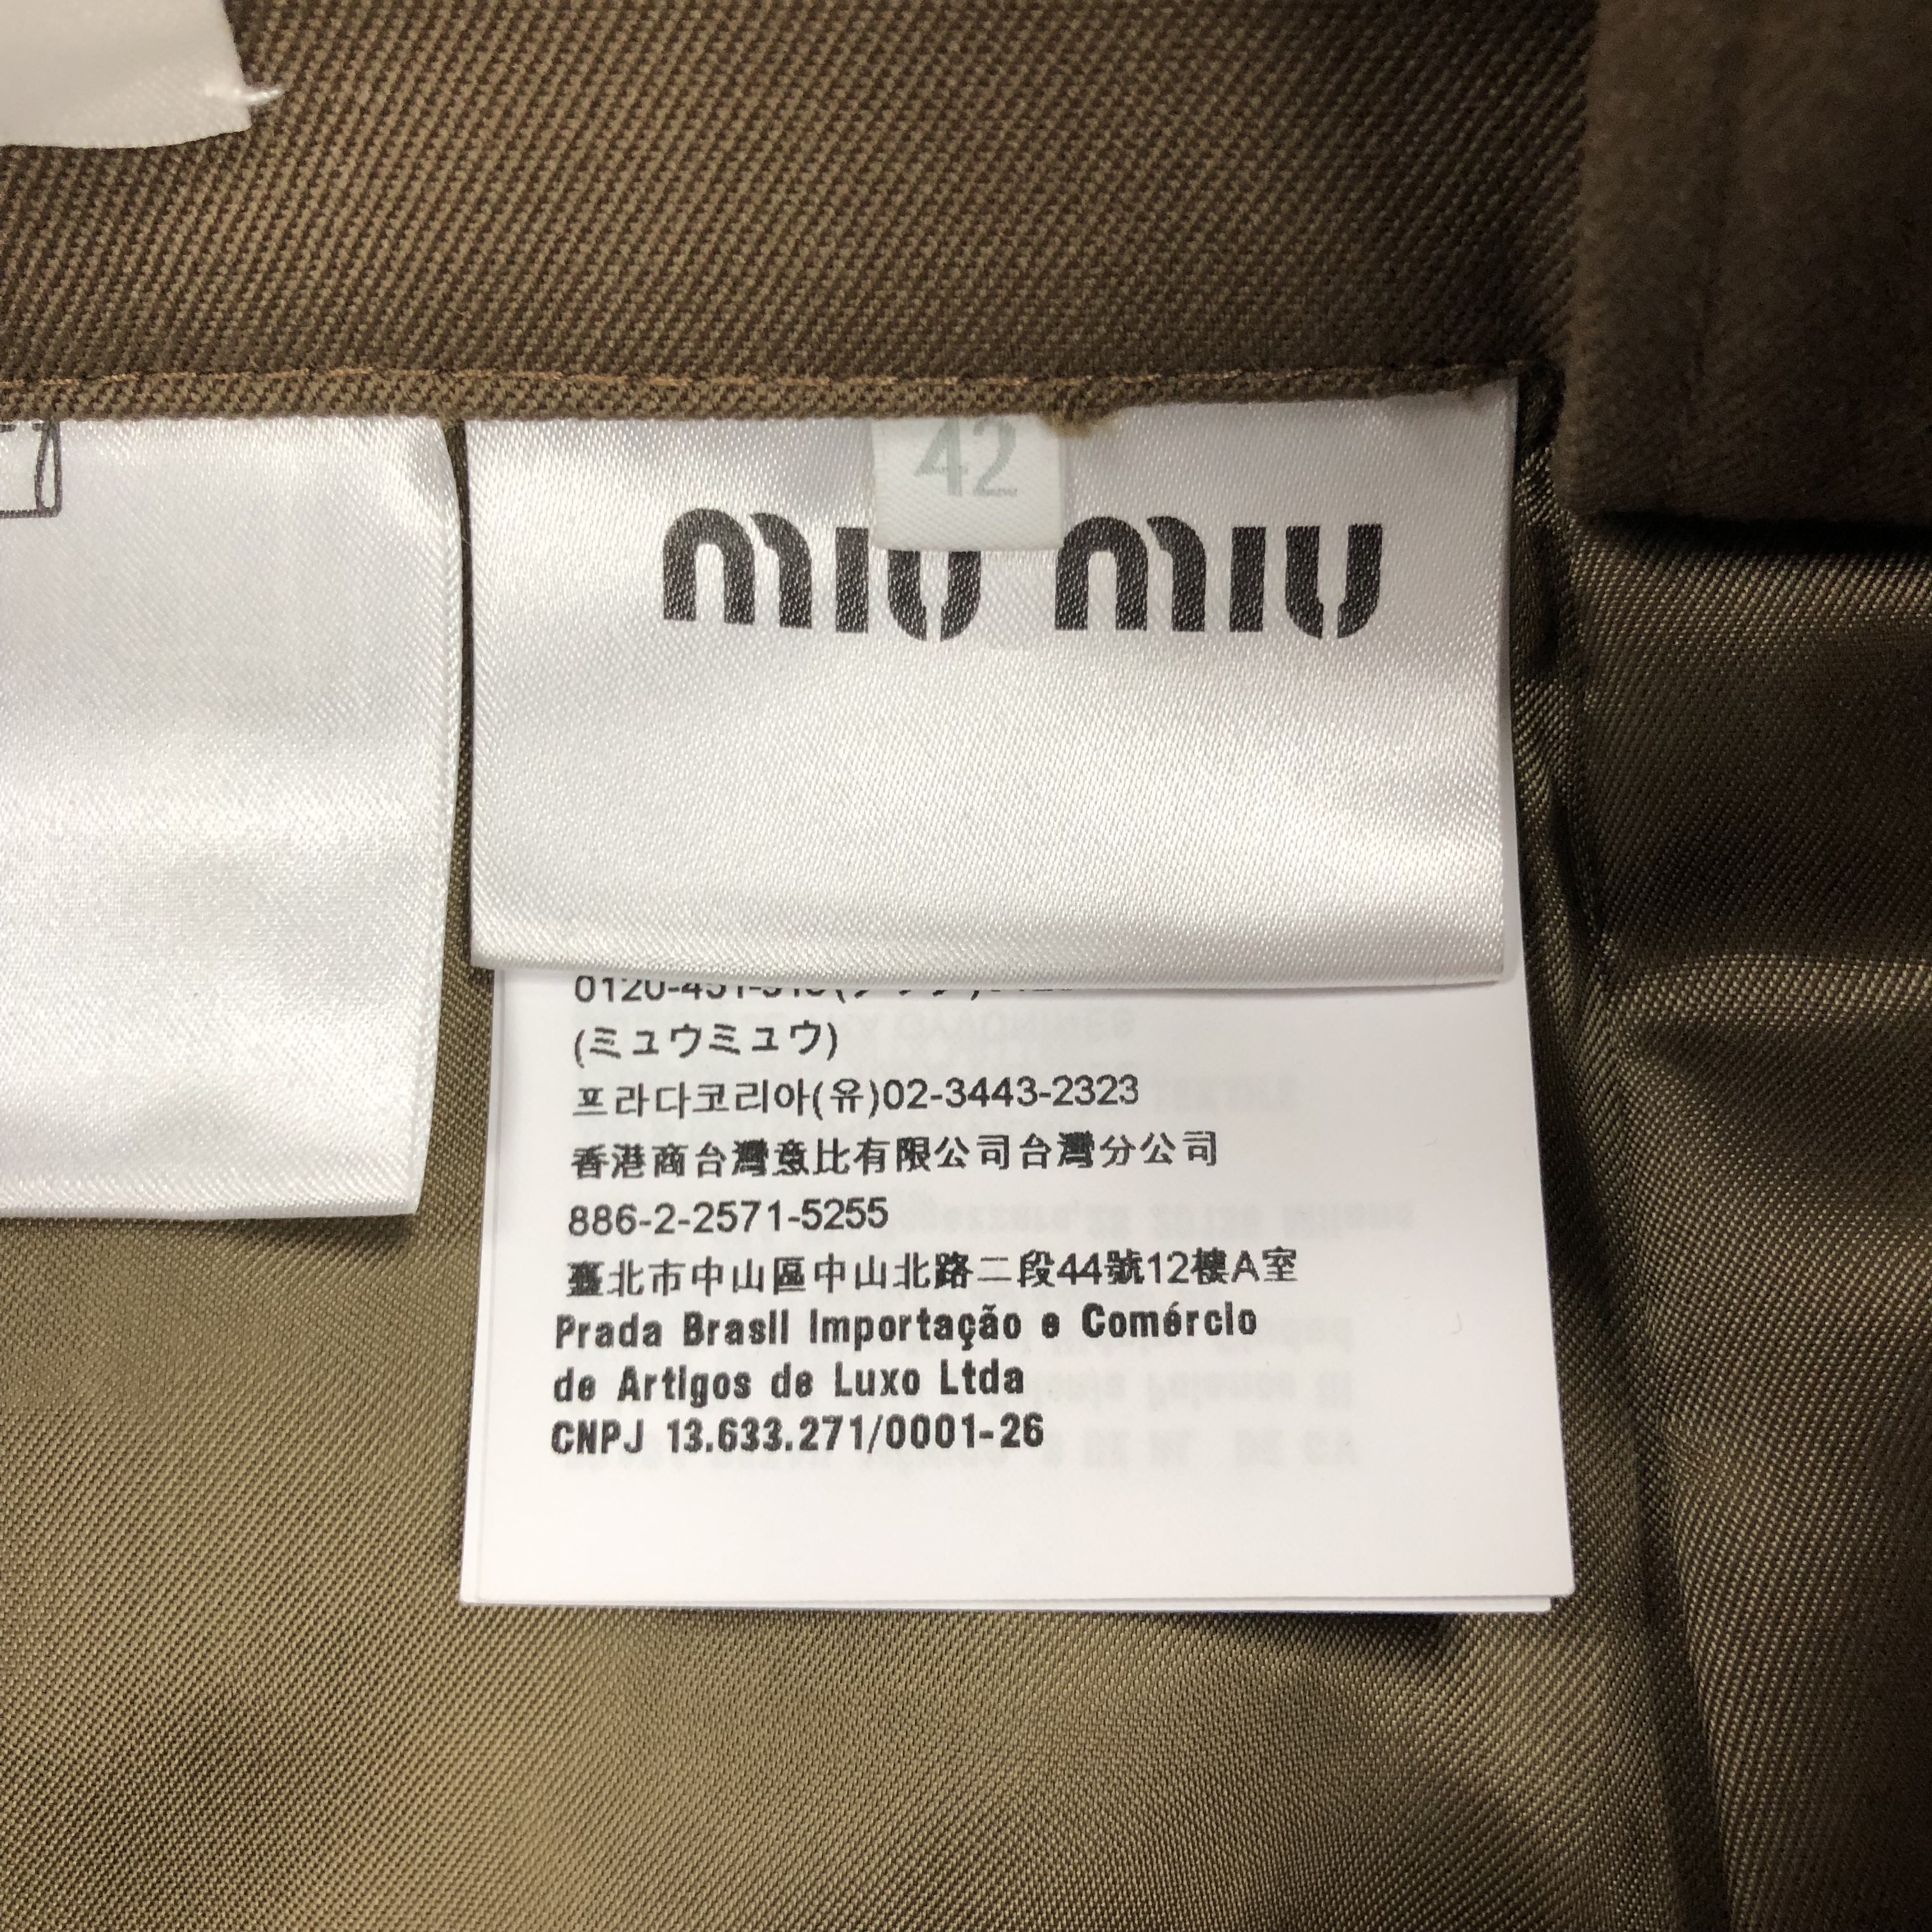 42
miu miu
(ミュウミュウ)
프라다코리아(유)02-3443-2323
香港商台灣意比有限公司台灣分公司
886-2-2571-5255
臺北市中山區中山北路二段44號12樓A室
Prada Brasil Importação e Comércio
de Artigos de Luxo Ltda
CNPJ 13.633.271/0001-26